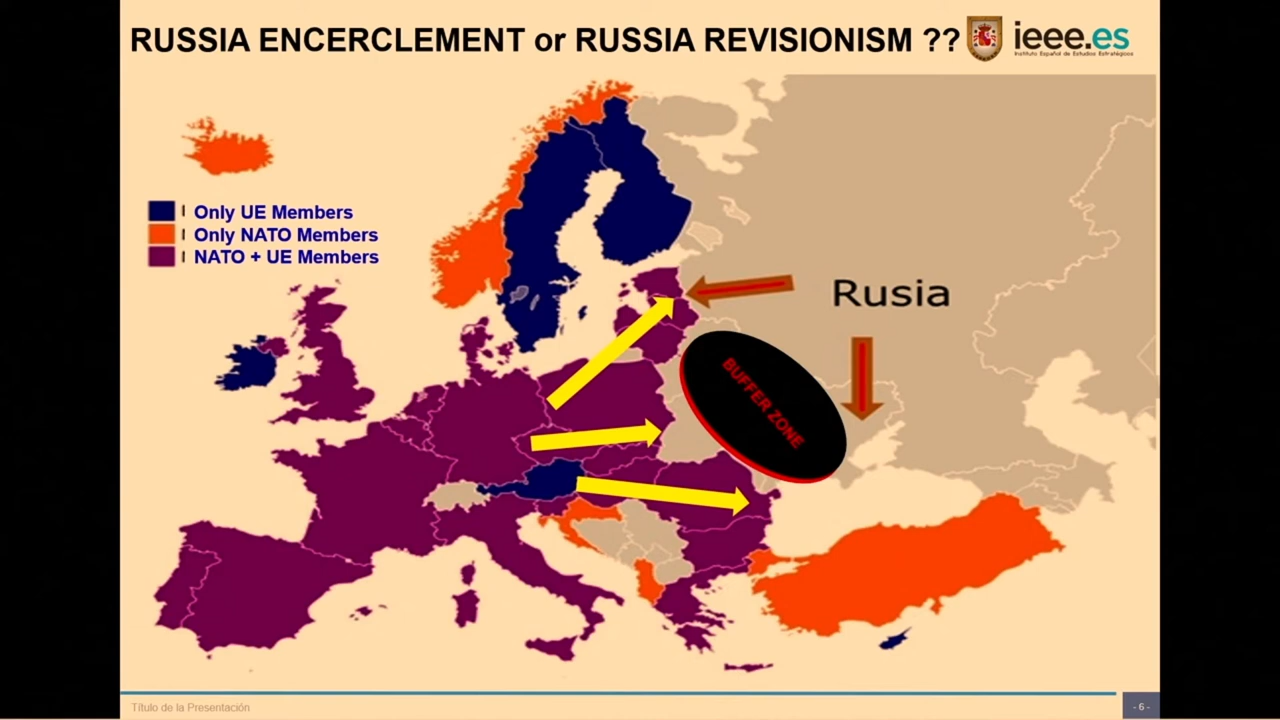 RUSSIA ENCERCLEMENT or RUSSIA REVISIONISM ??
ieee.es
Instituto Español de Estudios Estratégicos
Only UE Members
Only NATO Members
NATO + UE Members
Rusia
BUFFER ZONE
Título de la Presentación
- 6 -